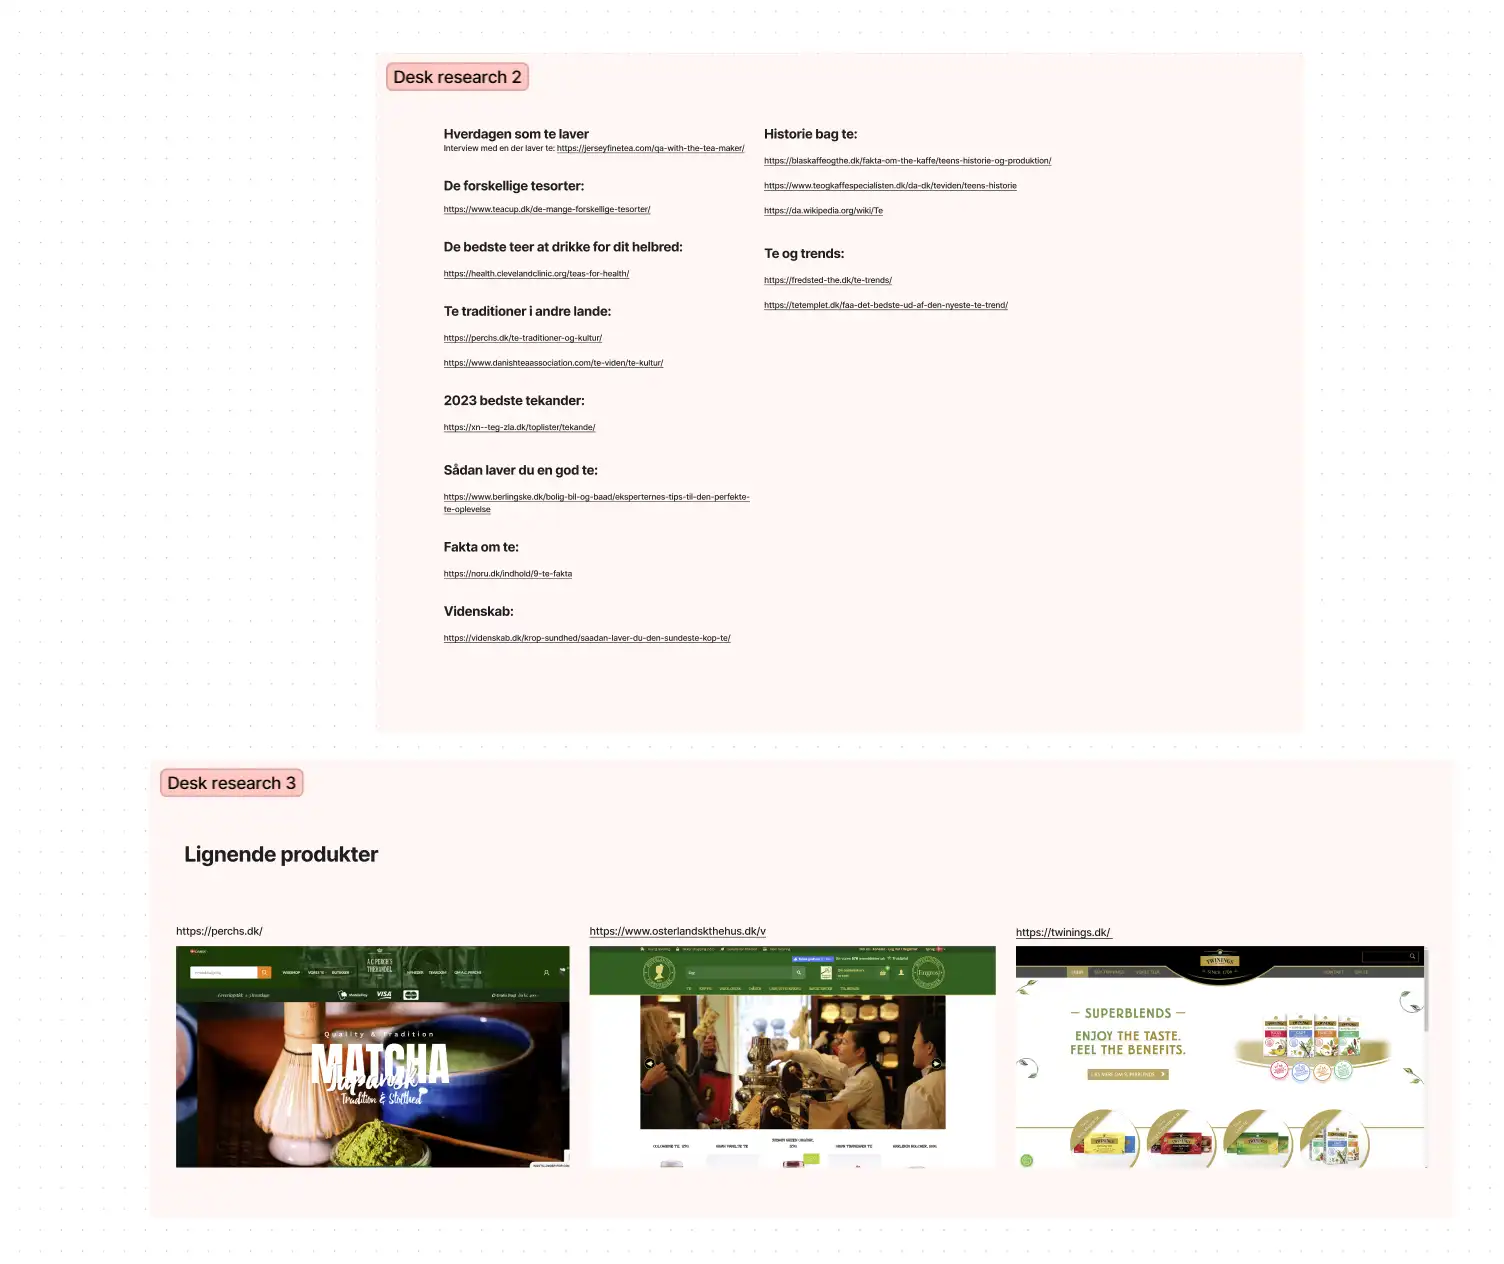 Desk research 2
Hverdagen som te laver
Interview med en der laver te: https://jerseyfinetea.com/qa-with-the-tea-maker/
De forskellige tesorter:
https://www.teacup.dk/de-mange-forskellige-tesorter/
De bedste teer at drikke for dit helbred:
https://health.clevelandclinic.org/teas-for-health/
Te traditioner i andre lande:
https://perchs.dk/te-traditioner-og-kultur/
https://www.danishteaassociation.com/te-viden/te-kultur/
2023 bedste tekander:
https://xn--teg-zla.dk/toplister/tekande/
Sådan laver du en god te:
https://www.berlingske.dk/bolig-bil-og-baad/eksperternes-tips-til-den-perfekte-
te-oplevelse
Fakta om te:
https://noru.dk/indhold/9-te-fakta
Videnskab:
https://videnskab.dk/krop-sundhed/saadan-laver-du-den-sundeste-kop-te/
Historie bag te:
https://blaskaffeogthe.dk/fakta-om-the-kaffe/teens-historie-og-produktion/
https://www.teogkaffespecialisten.dk/da-dk/teviden/teens-historie
https://da.wikipedia.org/wiki/Te
Te og trends:
https://fredsted-the.dk/te-trends/
https://tetemplet.dk/faa-det-bedste-ud-af-den-nyeste-te-trend/
Desk research 3
Lignende produkter
https://perchs.dk/
A.C. PERCH'S
THEHANDEL
WEBSHOP
VISA
Quality & Tradition
MATCHA
Japansk
Tradition & Stolthed
https://www.osterlandskthehus.dk/v
https://twinings.dk/
TWININGS
SINCE 1706
SUPERBLENDS
ENJOY THE TASTE.
FEEL THE BENEFITS.
LÆS MERE OM SUPERBLENDS